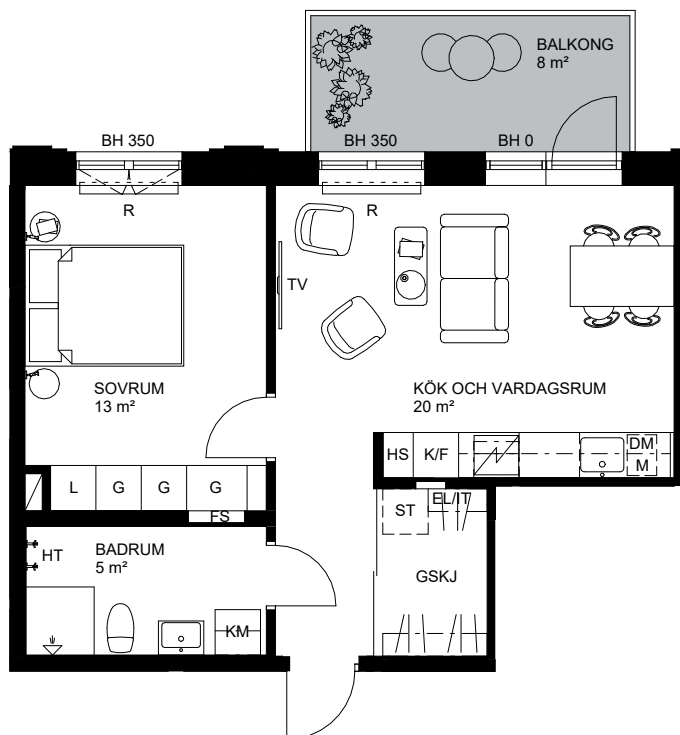 BALKONG
8 m²
BH 350
BH 350
BH 0
R
R
TV
SOVRUM
13 m²
KÖK OCH VARDAGSRUM
20 m²
HS
K/F
DM
M
L
G
G
G
ST
EL/IT
FS
HT
BADRUM
5 m²
GSKJ
KM